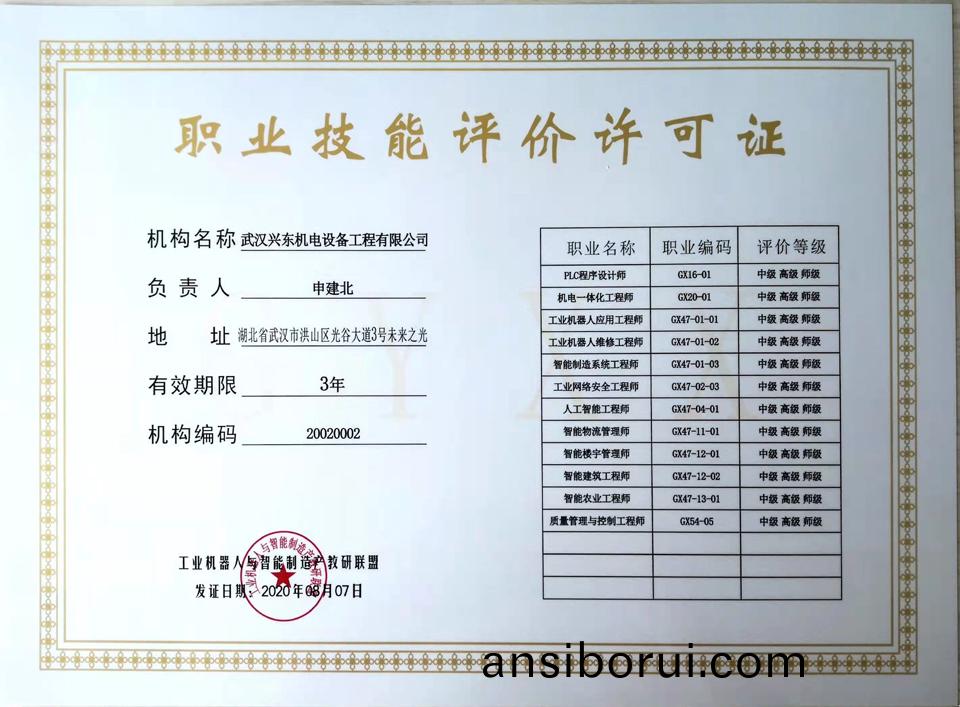 职业技能评价许可证
机构名称 武汉兴东机电设备工程有限公司
负责人 申建北
地址 湖北省武汉市洪山区光谷大道3号未来之光
有效期限 3年
机构编码 20020002
工业机器人与智能制造产教研联盟
发证日期：2020年08月07日
职业名称 职业编码 评价等级
PLC程序设计师 GX16-01 中级 高级 师级
机电一体化工程师 GX20-01 中级 高级 师级
工业机器人应用工程师 GX47-01-01 中级 高级 师级
工业机器人维修工程师 GX47-01-02 中级 高级 师级
智能制造系统工程师 GX47-01-03 中级 高级 师级
工业网络安全工程师 GX47-02-03 中级 高级 师级
人工智能工程师 GX47-04-01 中级 高级 师级
智能物流管理师 GX47-11-01 中级 高级 师级
智能楼宇管理师 GX47-12-01 中级 高级 师级
智能建筑工程师 GX47-12-02 中级 高级 师级
智能农业工程师 GX47-13-01 中级 高级 师级
质量管理与控制工程师 GX54-05 中级 高级 师级
ansiborui.com